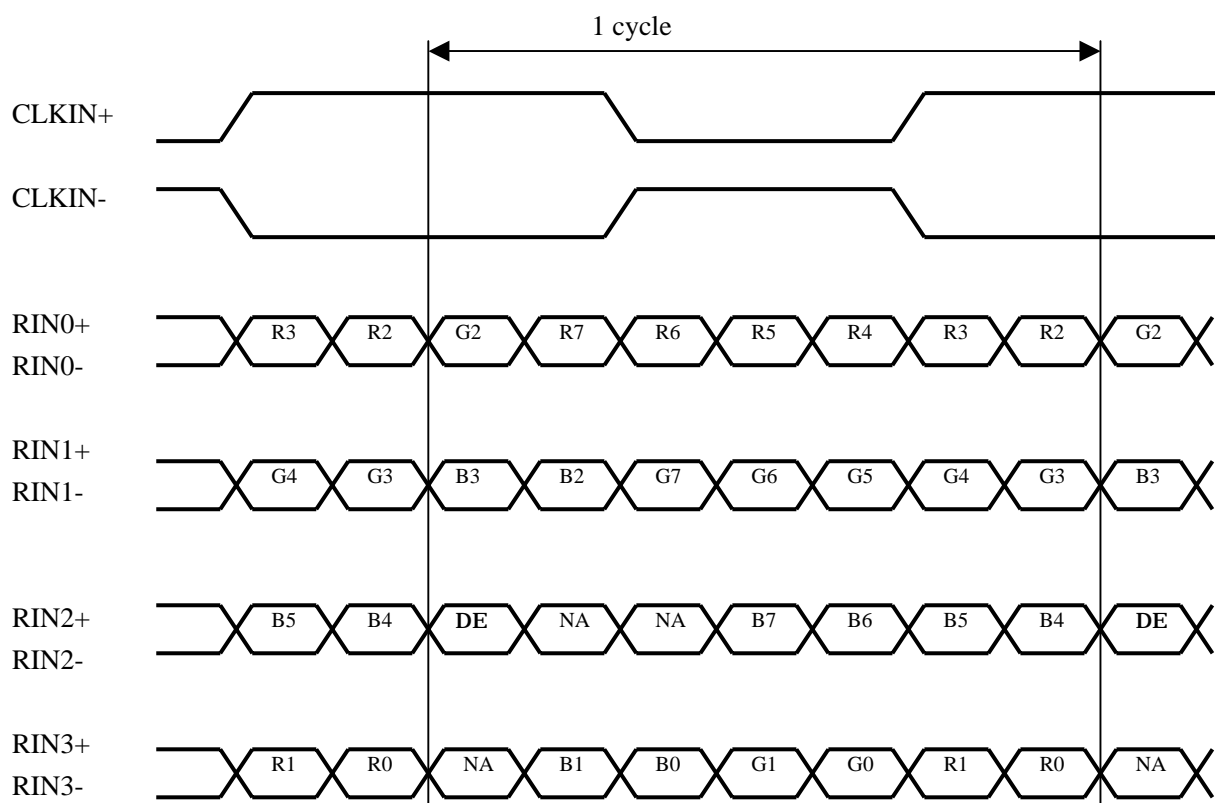 1 cycle
CLKIN+
CLKIN-
RIN0+
R3 R2 G2 R7 R6 R5 R4 R3 R2 G2
RIN0-
RIN1+
G4 G3 B3 B2 G7 G6 G5 G4 G3 B3
RIN1-
RIN2+
B5 B4 DE NA NA B7 B6 B5 B4 DE
RIN2-
RIN3+
R1 R0 NA B1 B0 G1 G0 R1 R0 NA
RIN3-